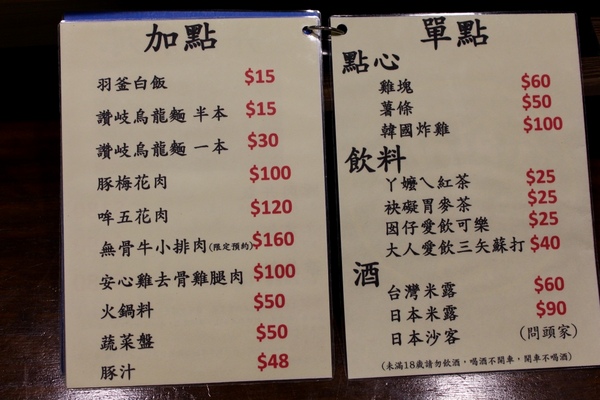 加點
羽釜白飯 $15
讚岐烏龍麵 半本 $15
讚岐烏龍麵 一本 $30
豚梅花肉 $100
哞五花肉 $120
無骨牛小排肉(限定預約) $160
安心雞去骨雞腿肉 $100
火鍋料 $50
蔬菜盤 $50
豚汁 $48
單點
點心
雞塊 $60
薯條 $50
韓國炸雞 $100
飲料
丫嬤ㄟ紅茶 $25
袂礙胃麥茶 $25
囡仔愛飲可樂 $25
大人愛飲三矢蘇打 $40
酒
台灣米露 $60
日本米露 $90
日本沙客 (問頭家)
(未滿18歲請勿飲酒，喝酒不開車，開車不喝酒)